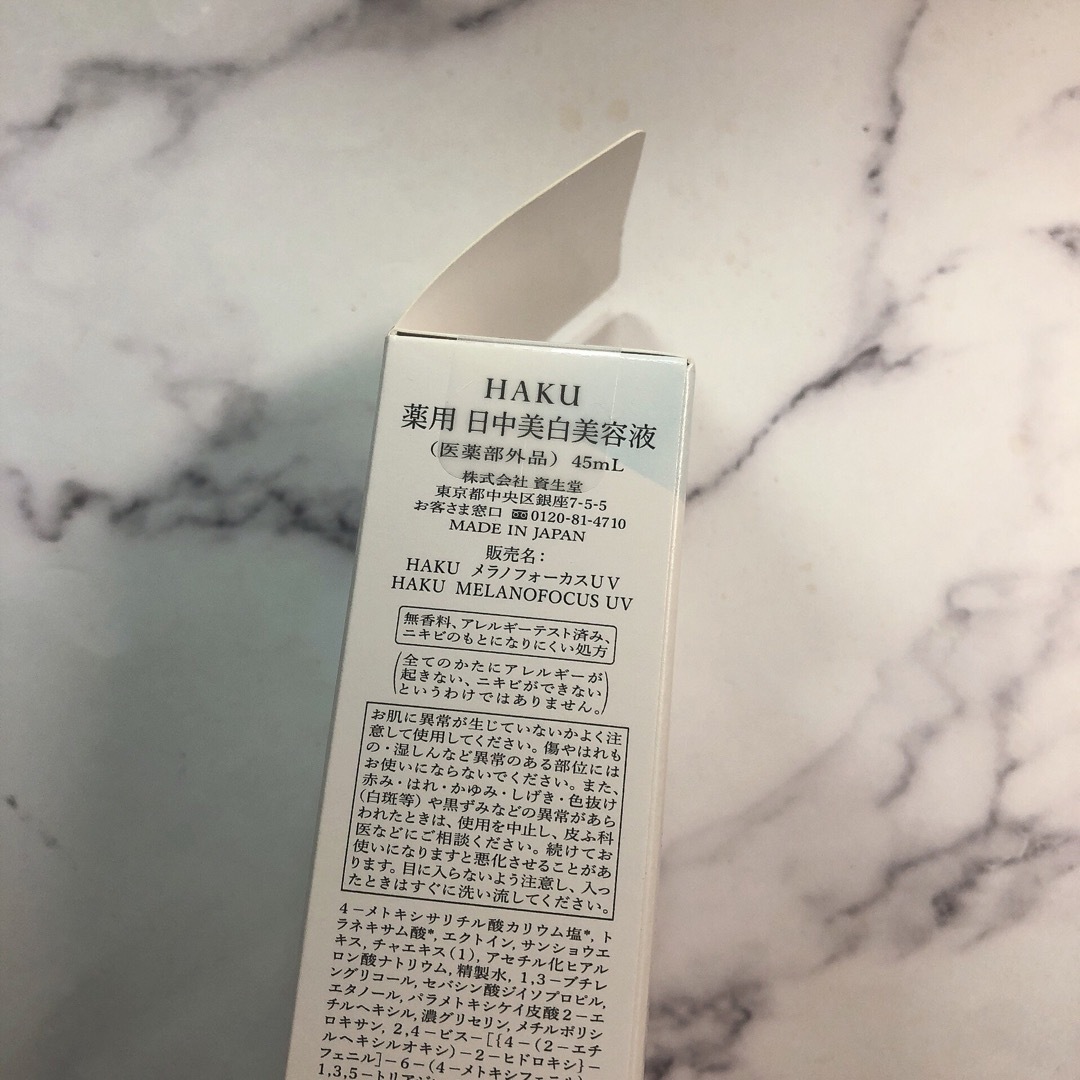 HAKU
薬用 日中美白美容液
（医薬部外品） 45mL
株式会社 資生堂
東京都中央区銀座7-5-5
お客さま窓口 0120-81-4710
MADE IN JAPAN
販売名：
HAKU メラノフォーカスUV
HAKU MELANOFOCUS UV
無香料、アレルギーテスト済み、
ニキビのもとになりにくい処方
（全てのかたにアレルギーが
起きない、ニキビができない
というわけではありません。）
お肌に異常が生じていないかよく注
意して使用してください。傷やはれも
の・湿しんなど異常のある部位には
お使いにならないでください。また、
赤み・はれ・かゆみ・しげき・色抜け
（白斑等）や黒ずみなどの異常があら
われたときは、使用を中止し、皮ふ科
医などにご相談ください。続けてお
使いになりますと悪化させることがあ
ります。目に入らないよう注意し、入っ
たときはすぐに洗い流してください。
4－メトキシサリチル酸カリウム塩*, ト
ラネキサム酸*, エクトイン, サンショウエ
キス, チャエキス(1), アセチル化ヒアル
ロン酸ナトリウム, 精製水, 1,3－ブチレ
ングリコール, セバシン酸ジイソプロピル,
エタノール, パラメトキシケイ皮酸2－エ
チルヘキシル, 濃グリセリン, メチルポリシ
ロキサン, 2,4－ビス－[{4－(2－エチ
ルヘキシルオキシ)－2－ヒドロキシ}－
フェニル]－6－(4－メトキシフェニル)－
1,3,5－トリアジン